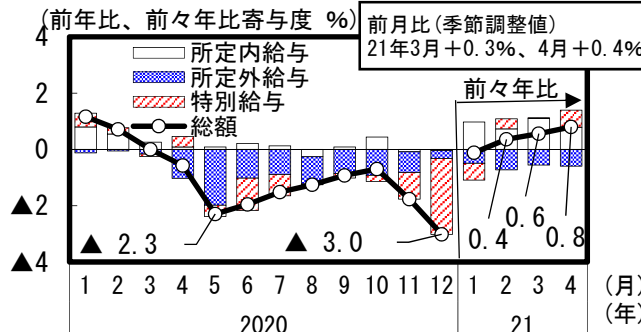 (前年比、前々年比寄与度 %)
前月比(季節調整値)
21年3月+0.3%、4月+0.4%
4
所定内給与
所定外給与
特別給与
総額
前々年比
2
0
▲2
▲4
▲ 2.3
▲ 3.0
0.4
0.6
0.8
1 2 3 4 5 6 7 8 9 10 11 12 1 2 3 4 (月)
2020 21 (年)